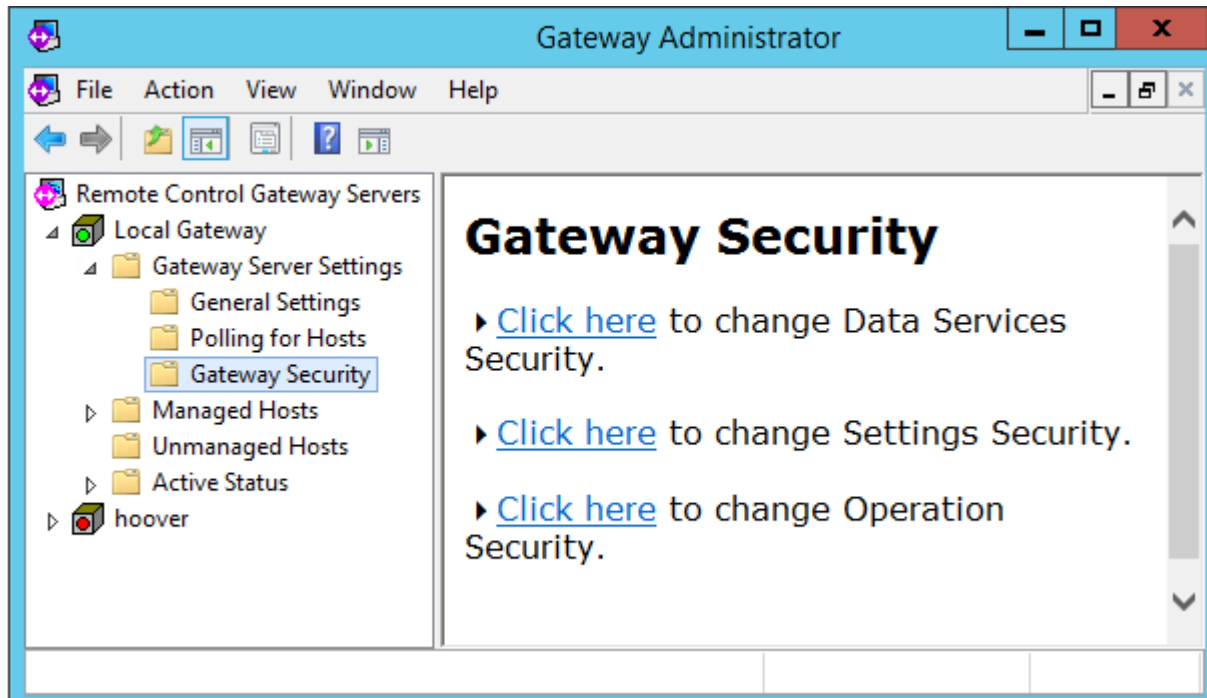 Gateway Administrator
File Action View Window Help
Remote Control Gateway Servers
Local Gateway
Gateway Server Settings
General Settings
Polling for Hosts
Gateway Security
Managed Hosts
Unmanaged Hosts
Active Status
hoover
Gateway Security
Click here to change Data Services
Security.
Click here to change Settings Security.
Click here to change Operation
Security.